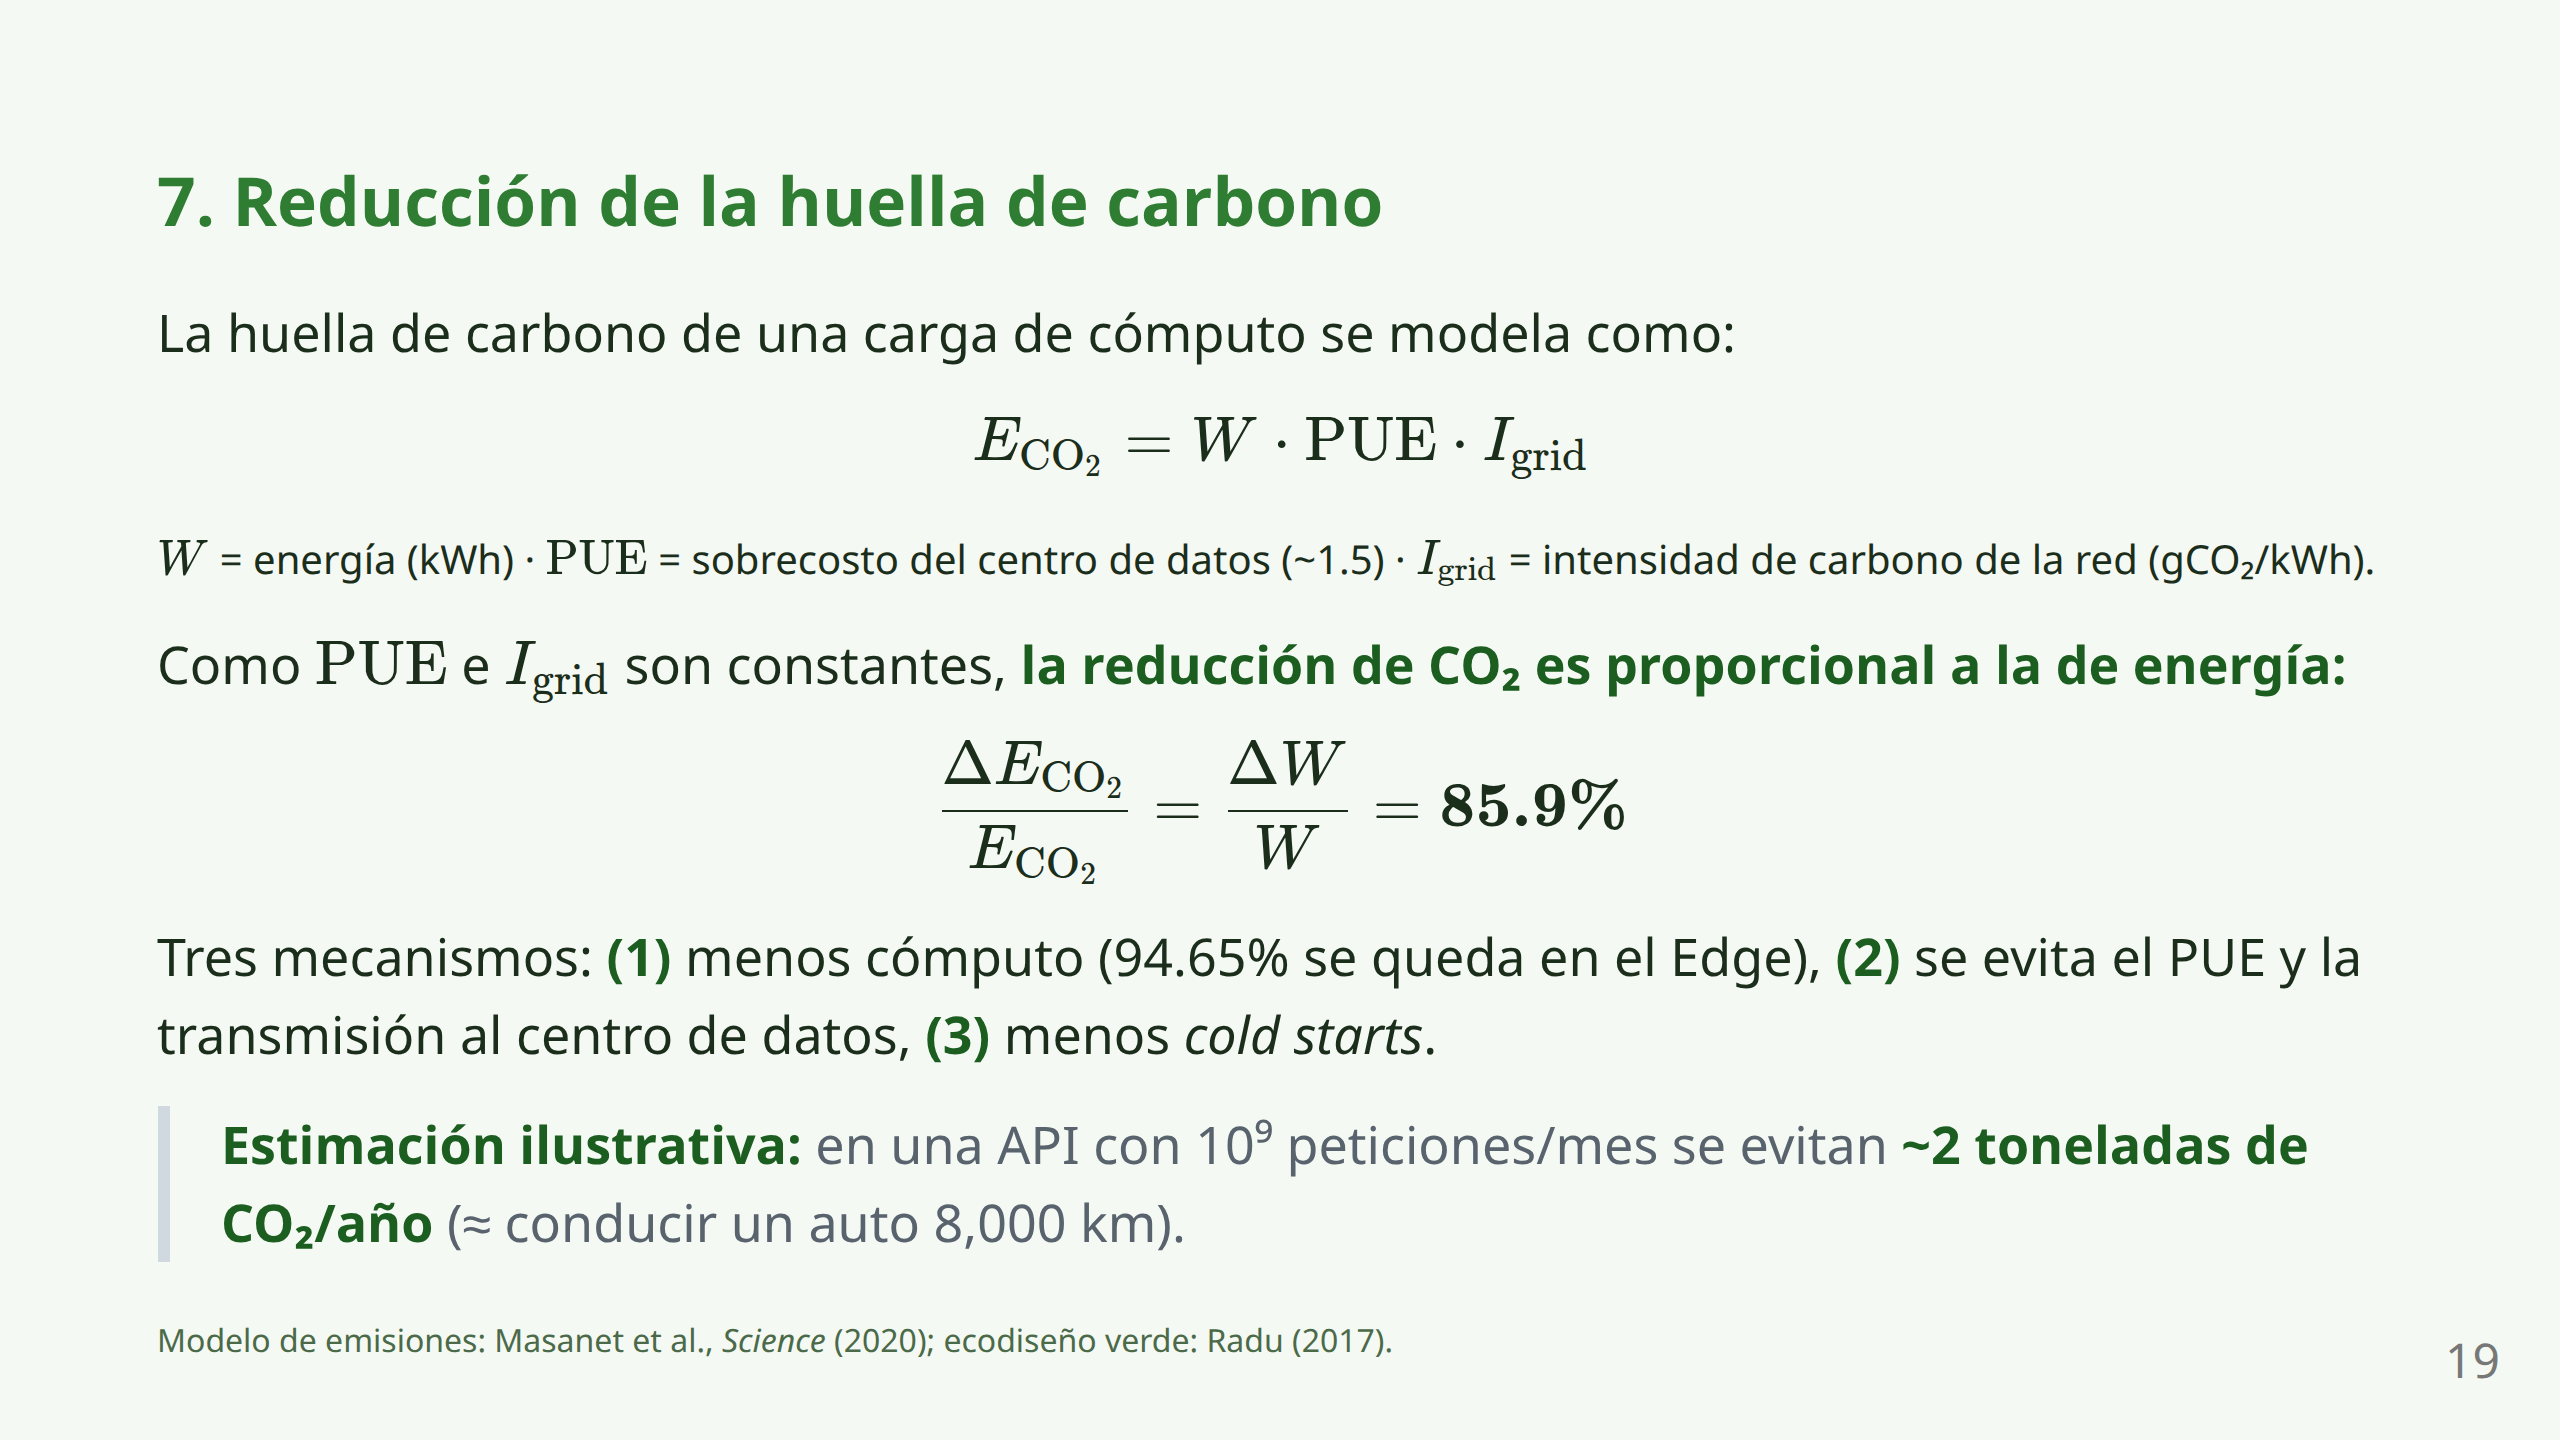 7. Reducción de la huella de carbono
La huella de carbono de una carga de cómputo se modela como:
E_CO₂ = W · PUE · I_grid
W = energía (kWh) · PUE = sobrecosto del centro de datos (~1.5) · I_grid = intensidad de carbono de la red (gCO₂/kWh).
Como PUE e I_grid son constantes, la reducción de CO₂ es proporcional a la de energía:
ΔE_CO₂ / E_CO₂ = ΔW / W = 85.9%
Tres mecanismos: (1) menos cómputo (94.65% se queda en el Edge), (2) se evita el PUE y la
transmisión al centro de datos, (3) menos cold starts.
Estimación ilustrativa: en una API con 10⁹ peticiones/mes se evitan ~2 toneladas de
CO₂/año (≈ conducir un auto 8,000 km).
Modelo de emisiones: Masanet et al., Science (2020); ecodiseño verde: Radu (2017).
19